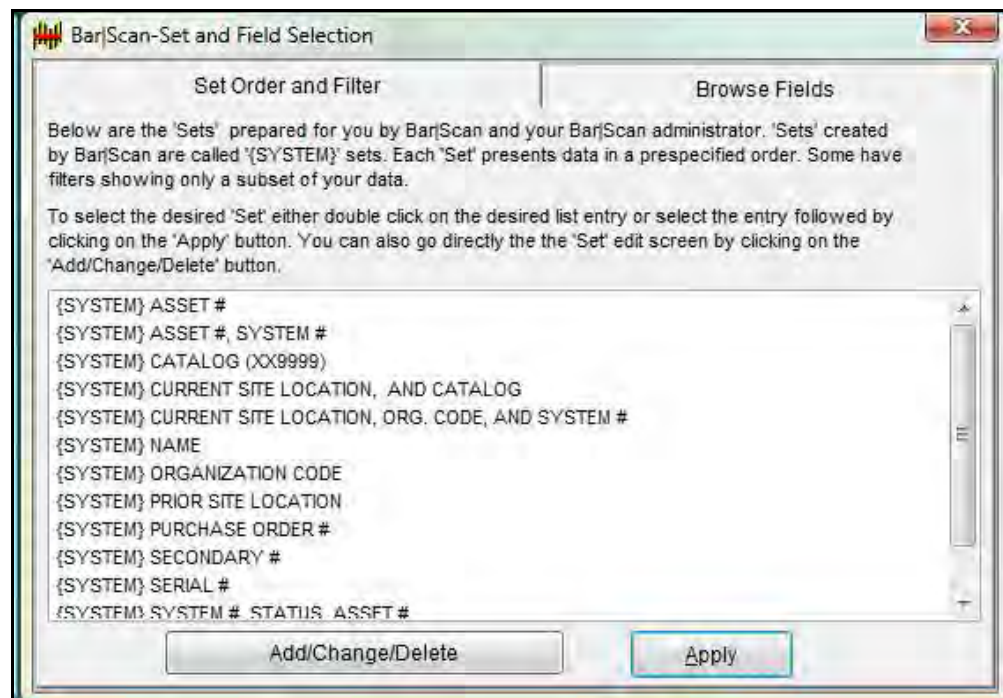 Bar|Scan-Set and Field Selection
Set Order and Filter
Browse Fields
Below are the 'Sets' prepared for you by Bar|Scan and your Bar|Scan administrator. 'Sets' created
by Bar|Scan are called '{SYSTEM}' sets. Each 'Set' presents data in a prespecified order. Some have
filters showing only a subset of your data.
To select the desired 'Set' either double click on the desired list entry or select the entry followed by
clicking on the 'Apply' button. You can also go directly the the 'Set' edit screen by clicking on the
'Add/Change/Delete' button.
{SYSTEM} ASSET #
{SYSTEM} ASSET #, SYSTEM #
{SYSTEM} CATALOG (XX9999)
{SYSTEM} CURRENT SITE LOCATION, AND CATALOG
{SYSTEM} CURRENT SITE LOCATION, ORG. CODE, AND SYSTEM #
{SYSTEM} NAME
{SYSTEM} ORGANIZATION CODE
{SYSTEM} PRIOR SITE LOCATION
{SYSTEM} PURCHASE ORDER #
{SYSTEM} SECONDARY #
{SYSTEM} SERIAL #
{SYSTEM} SYSTEM #, STATUS, ASSET #
Add/Change/Delete
Apply